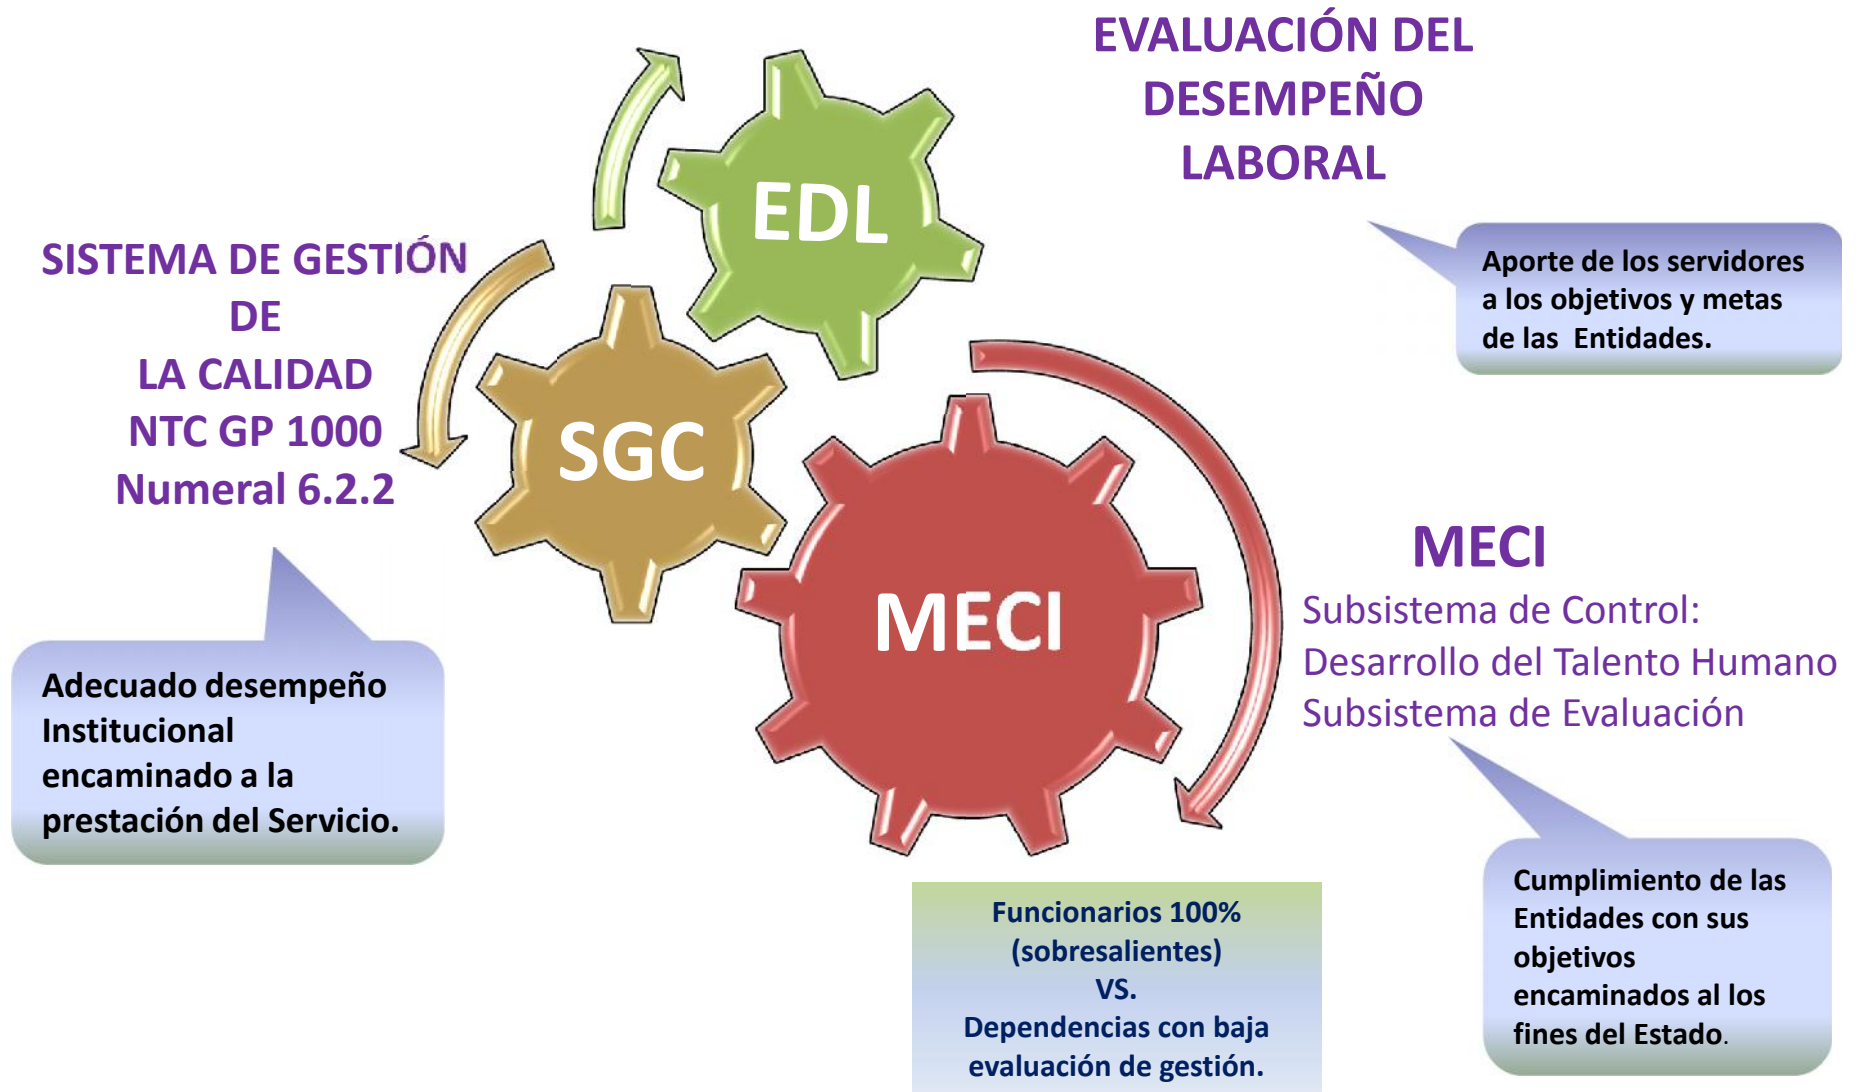 EVALUACIÓN DEL
DESEMPEÑO
LABORAL
EDL
Aporte de los servidores
a los objetivos y metas
de las Entidades.
SISTEMA DE GESTIÓN
DE
LA CALIDAD
NTC GP 1000
Numeral 6.2.2
SGC
Adecuado desempeño
Institucional
encaminado a la
prestación del Servicio.
MECI
MECI
Subsistema de Control:
Desarrollo del Talento Humano
Subsistema de Evaluación
Cumplimiento de las
Entidades con sus
objetivos
encaminados al los
fines del Estado.
Funcionarios 100%
(sobresalientes)
VS.
Dependencias con baja
evaluación de gestión.